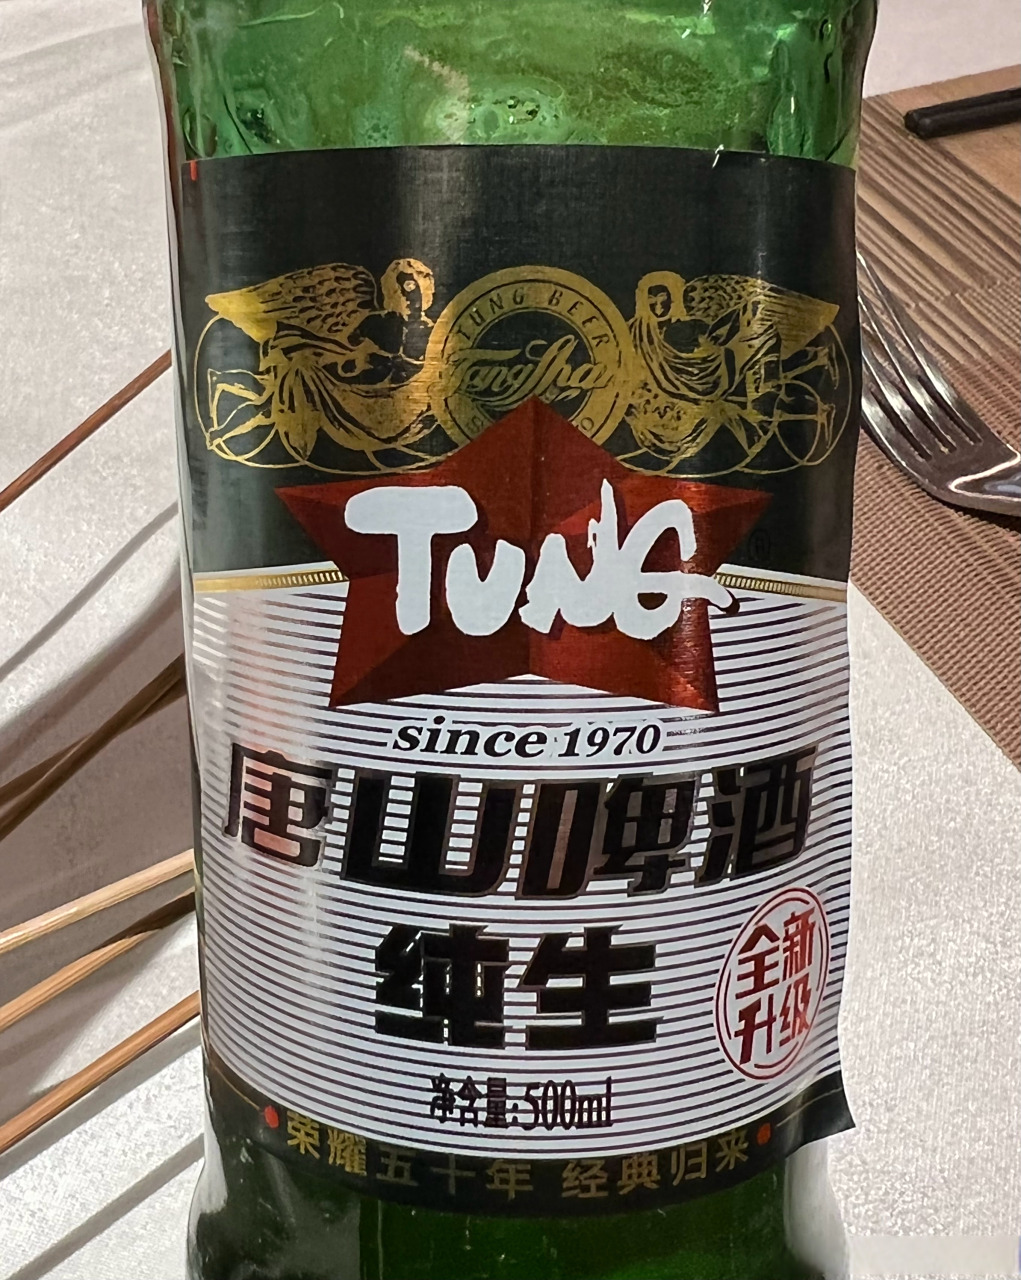 TUNG BEER
TangShan
TUNG
®
since 1970
唐山啤酒
纯生
全新
升级
净含量:500ml
荣耀五十年 经典归来